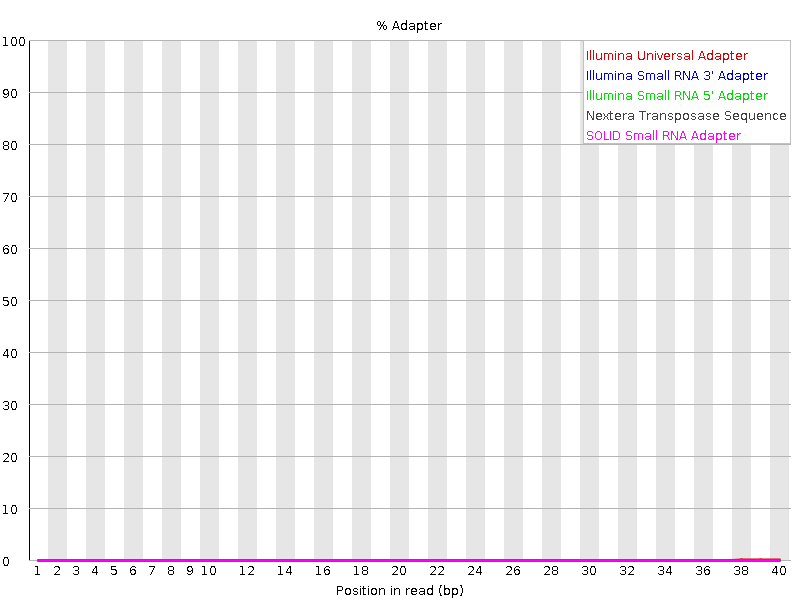 % Adapter
100
90
80
70
60
50
40
30
20
10
0
Illumina Universal Adapter
Illumina Small RNA 3' Adapter
Illumina Small RNA 5' Adapter
Nextera Transposase Sequence
SOLID Small RNA Adapter
1 2 3 4 5 6 7 8 9 10 12 14 16 18 20 22 24 26 28 30 32 34 36 38 40
Position in read (bp)